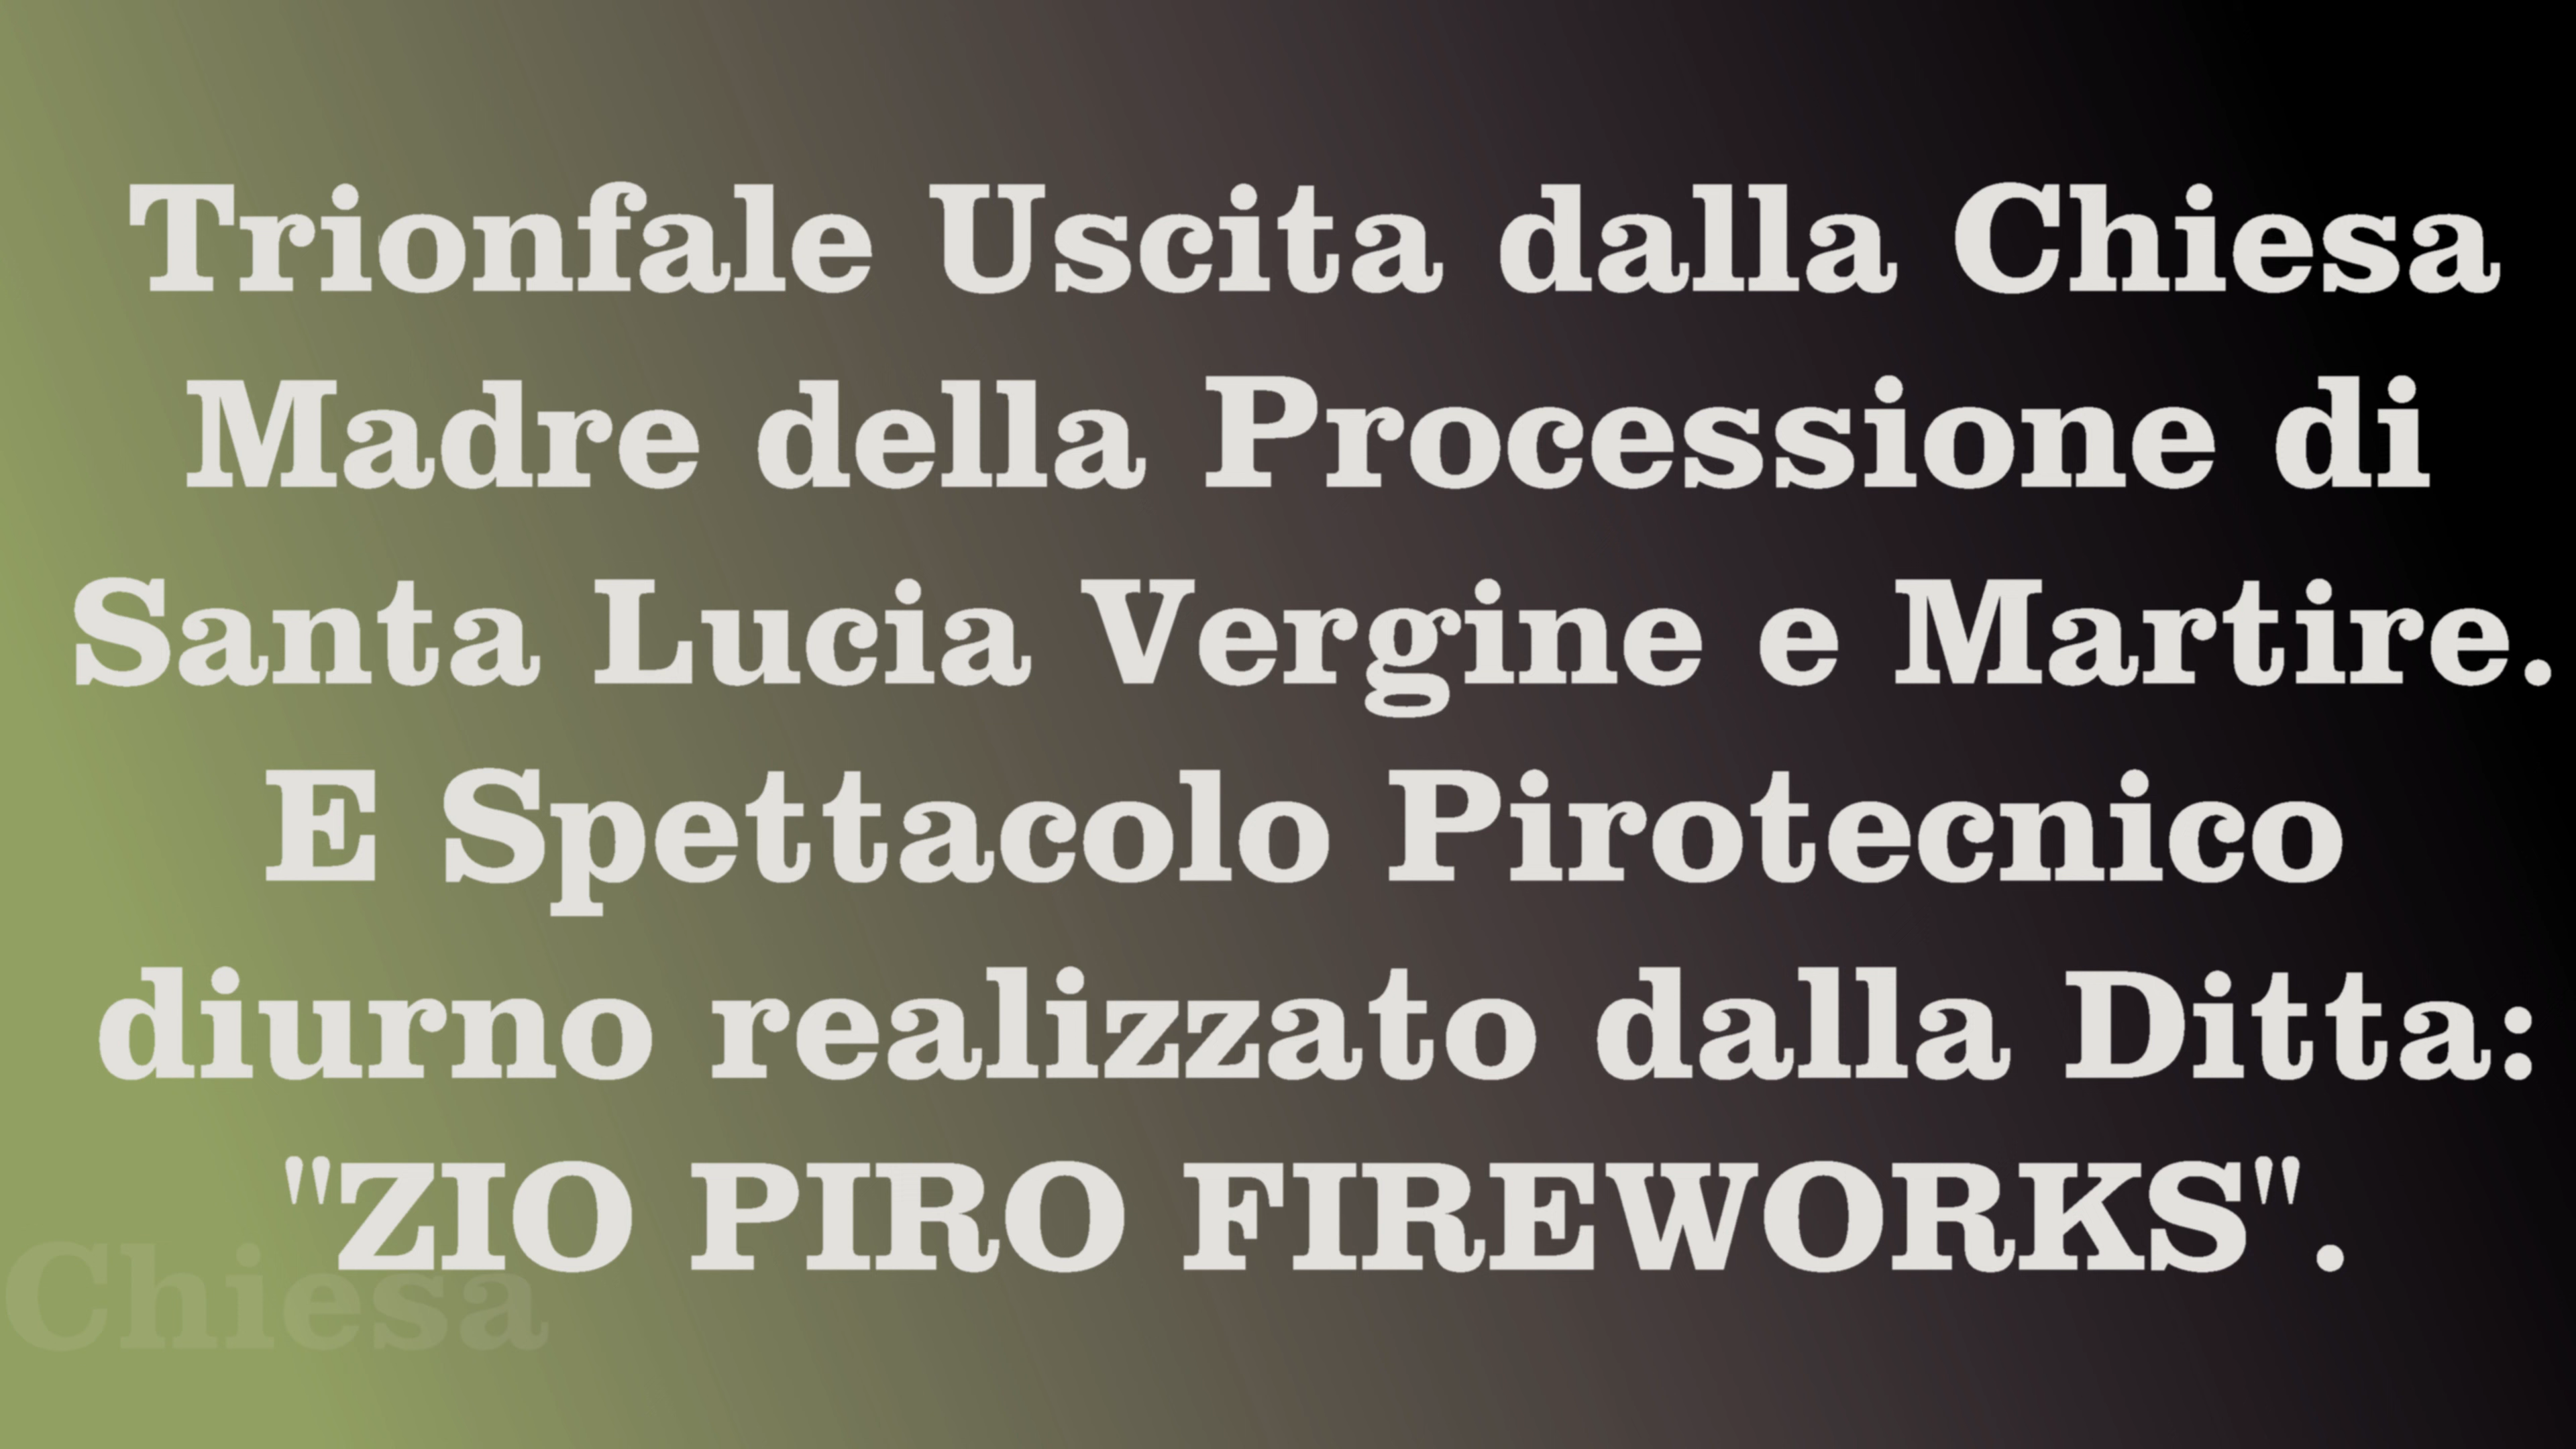 Trionfale Uscita dalla Chiesa
Madre della Processione di
Santa Lucia Vergine e Martire.
E Spettacolo Pirotecnico
diurno realizzato dalla Ditta:
"ZIO PIRO FIREWORKS".
Chiesa